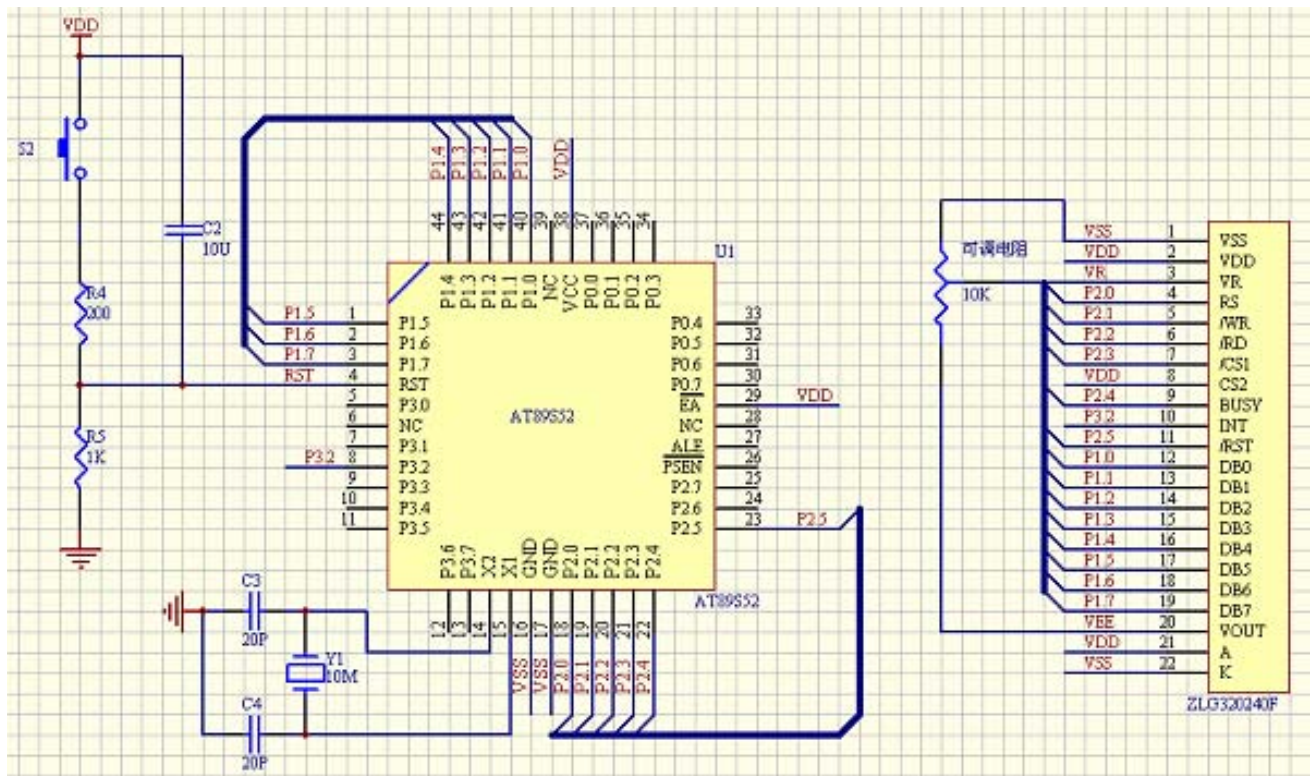 VDD
S2
C2
10U
R4
200
R5
1K
P1.4 P1.3 P1.2 P1.1 P1.0 VDD
44 43 42 41 40 39 38 37 36 35 34
P1.4 P1.3 P1.2 P1.1 P1.0 NC VCC P0.0 P0.1 P0.2 P0.3
U1
P1.5 1 P1.5
P1.6 2 P1.6
P1.7 3 P1.7
RST 4 RST
5 P3.0
6 NC
7 P3.1
P3.2 8 P3.2
9 P3.3
10 P3.4
11 P3.5
AT89S52
P0.4 33
P0.5 32
P0.6 31
P0.7 30
EA 29 VDD
NC 28
ALE 27
PSEN 26
P2.7 25
P2.6 24
P2.5 23 P2.5
P3.6 P3.7 X2 X1 GND GND P2.0 P2.1 P2.2 P2.3 P2.4
12 13 14 15 16 17 18 19 20 21 22
VSS VSS P2.0 P2.1 P2.2 P2.3 P2.4
AT89S52
C3
20P
Y1
10M
C4
20P
可调电阻
10K
VSS 1 VSS
VDD 2 VDD
VR 3 VR
P2.0 4 RS
P2.1 5 /WR
P2.2 6 /RD
P2.3 7 /CS1
VDD 8 CS2
P2.4 9 BUSY
P3.2 10 INT
P2.5 11 /RST
P1.0 12 DB0
P1.1 13 DB1
P1.2 14 DB2
P1.3 15 DB3
P1.4 16 DB4
P1.5 17 DB5
P1.6 18 DB6
P1.7 19 DB7
VEE 20 VOUT
VDD 21 A
VSS 22 K
ZLG320240F